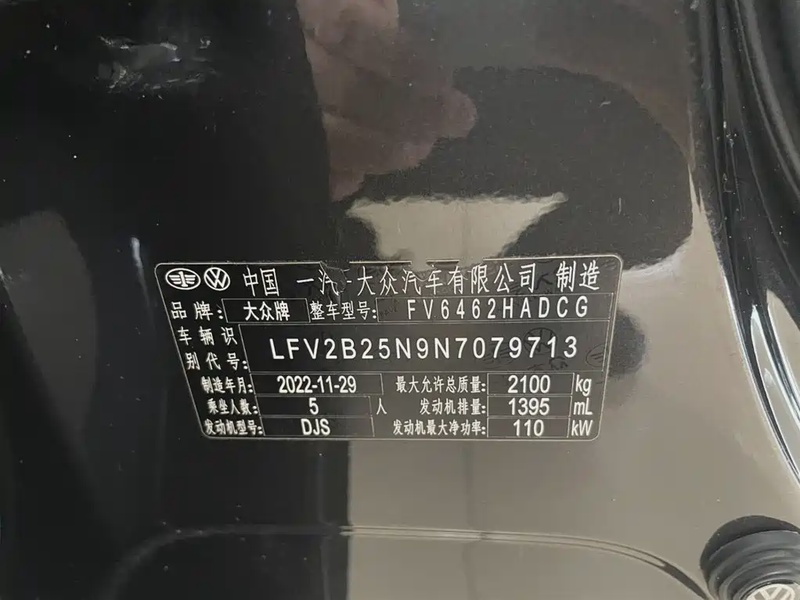 中国 一汽-大众汽车有限公司 制造
品牌: 大众牌 整车型号: FV6462HADCG
车辆识别代号: LFV2B25N9N7079713
制造年月: 2022-11-29 最大允许总质量: 2100 kg
乘坐人数: 5 人 发动机排量: 1395 mL
发动机型号: DJS 发动机最大净功率: 110 kW